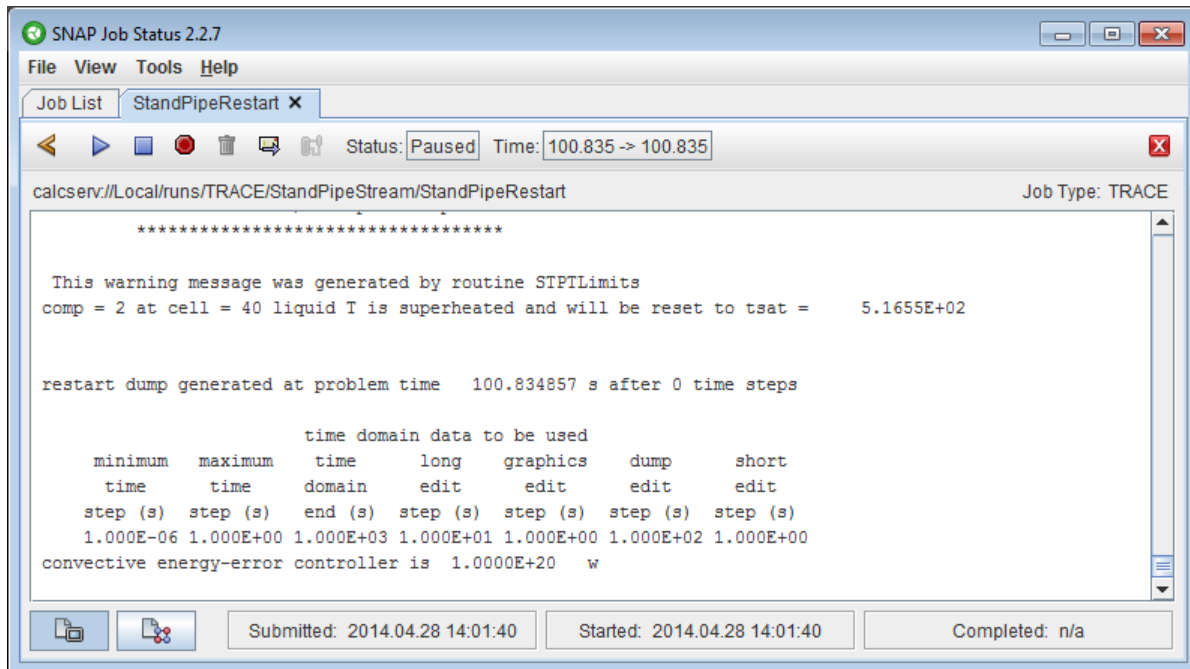 SNAP Job Status 2.2.7
File View Tools Help
Job List StandPipeRestart
Status: Paused Time: 100.835 -> 100.835
calcserv://Local/runs/TRACE/StandPipeStream/StandPipeRestart Job Type: TRACE
***********************************
This warning message was generated by routine STPTLimits
comp = 2 at cell = 40 liquid T is superheated and will be reset to tsat = 5.1655E+02
restart dump generated at problem time 100.834857 s after 0 time steps
time domain data to be used
minimum maximum time long graphics dump short
time time domain edit edit edit edit
step (s) step (s) end (s) step (s) step (s) step (s) step (s)
1.000E-06 1.000E+00 1.000E+03 1.000E+01 1.000E+00 1.000E+02 1.000E+00
convective energy-error controller is 1.0000E+20 w
Submitted: 2014.04.28 14:01:40 Started: 2014.04.28 14:01:40 Completed: n/a